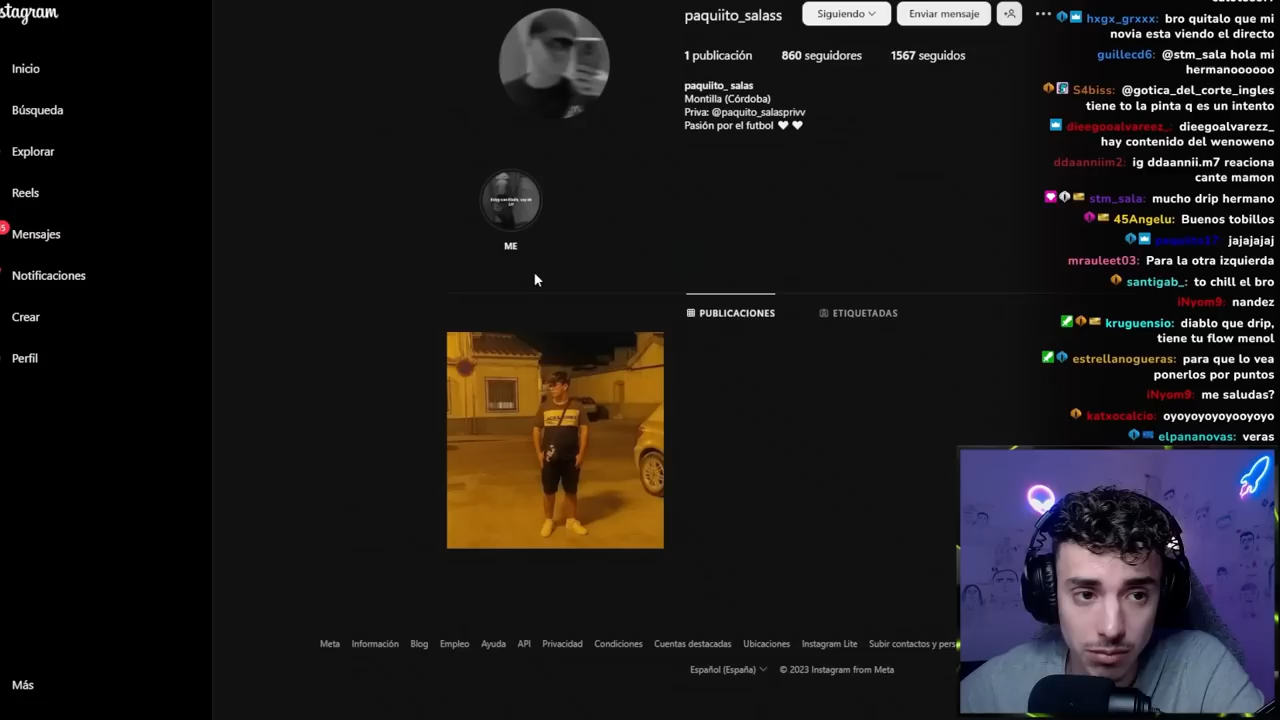 stagram
Inicio
Búsqueda
Explorar
Reels
Mensajes
Notificaciones
Crear
Perfil
Más
paquiito_salass
Siguiendo
Enviar mensaje
1 publicación 860 seguidores 1567 seguidos
paquiito_ salas
Montilla (Córdoba)
Priva: @paquito_salasprivv
Pasión por el futbol
ME
PUBLICACIONES
ETIQUETADAS
Meta Información Blog Empleo Ayuda API Privacidad Condiciones Cuentas destacadas Ubicaciones Instagram Lite Subir contactos y pers
Español (España) © 2023 Instagram from Meta
hxgx_grxxx: bro quitalo que mi
novia esta viendo el directo
guillecd6: @stm_sala hola mi
hermanoooooo
S4biss: @gotica_del_corte_ingles
tiene to la pinta q es un intento
dieegooalvareez_: dieegoalvarezz_
hay contenido del wenoweno
ddaanniim2: ig ddaannii.m7 reaciona
cante mamon
stm_sala: mucho drip hermano
45Angelu: Buenos tobillos
jajajajaj
mrauleet03: Para la otra izquierda
santigab_: to chill el bro
iNyom9: nandez
kruguensio: diablo que drip,
tiene tu flow menol
estrellanogueras: para que lo vea
ponerlos por puntos
iNyom9: me saludas?
katxocalcio: oyoyoyoyooyoyo
elpananovas: veras